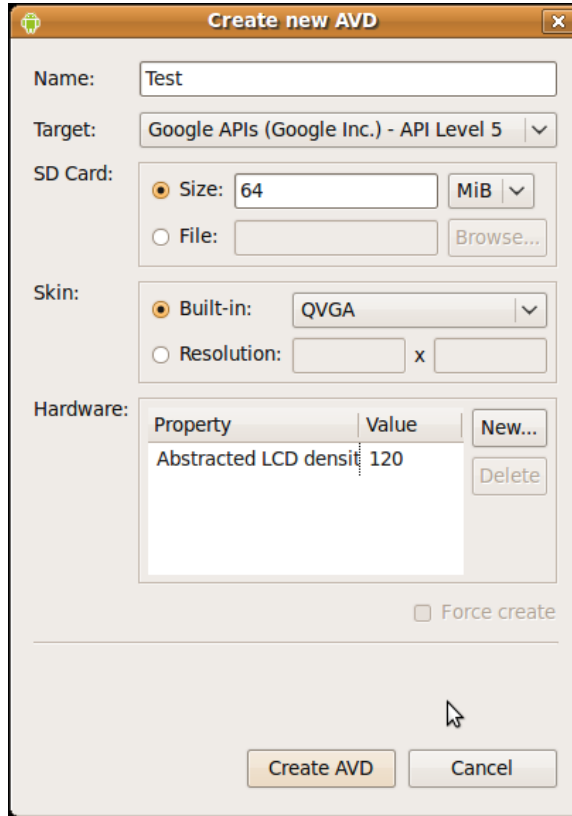 Create new AVD
Name: Test
Target: Google APIs (Google Inc.) - API Level 5
SD Card:
Size: 64 MiB
File: Browse...
Skin:
Built-in: QVGA
Resolution: x
Hardware:
Property Value New...
Abstracted LCD densit 120
Delete
Force create
Create AVD Cancel